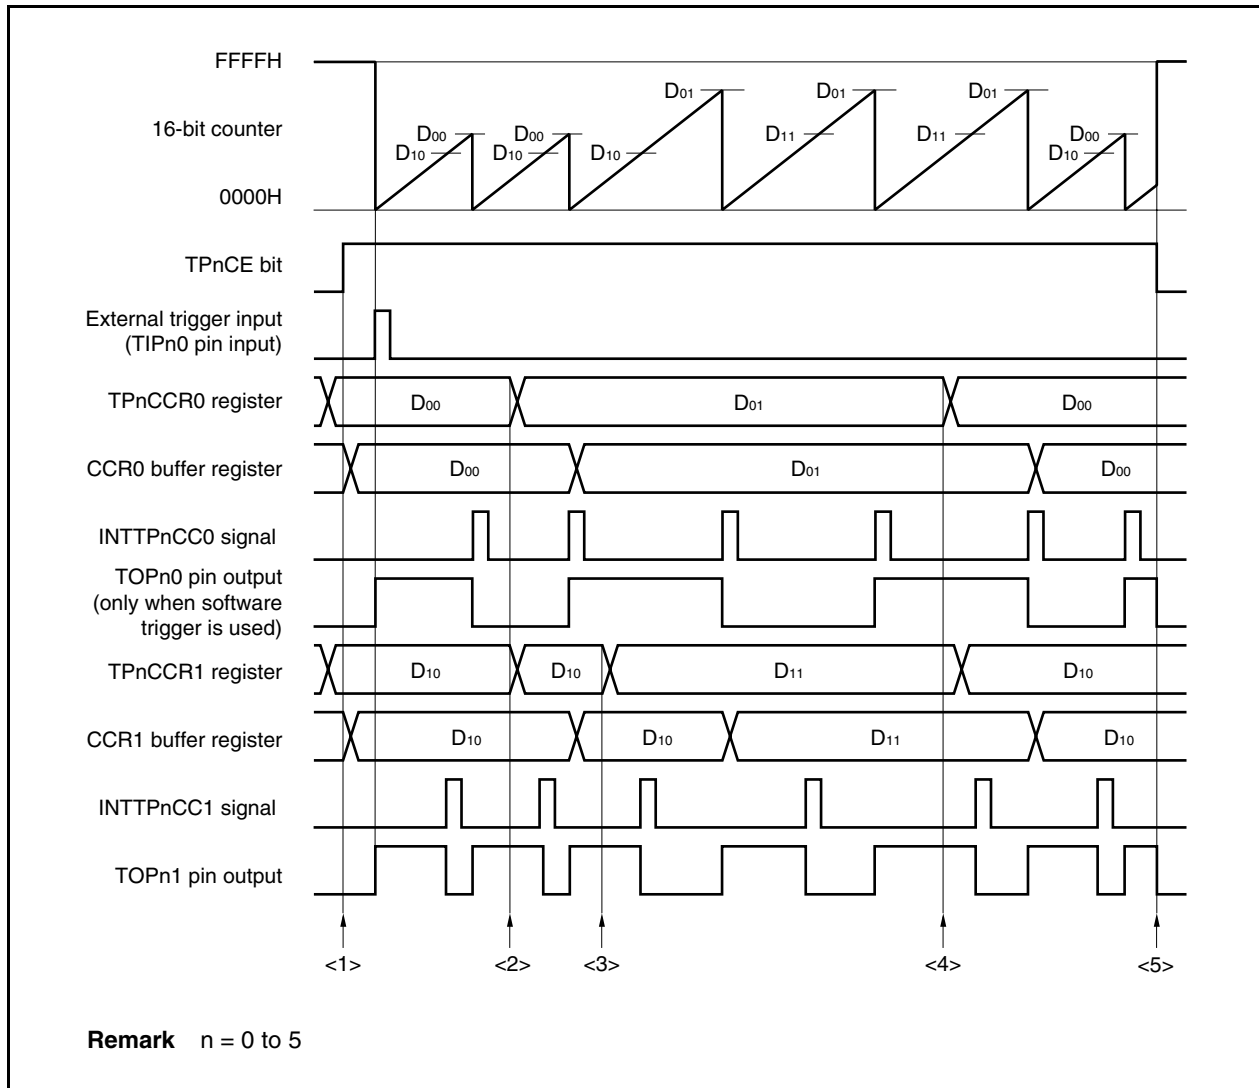 FFFFH
D01 D01 D01
16-bit counter
D00 D00 D11 D11 D00
D10 D10 D10 D10
0000H
TPnCE bit
External trigger input
(TIPn0 pin input)
TPnCCR0 register D00 D01 D00
CCR0 buffer register D00 D01 D00
INTTPnCC0 signal
TOPn0 pin output
(only when software
trigger is used)
TPnCCR1 register D10 D10 D11 D10
CCR1 buffer register D10 D10 D11 D10
INTTPnCC1 signal
TOPn1 pin output
<1> <2> <3> <4> <5>
Remark n = 0 to 5